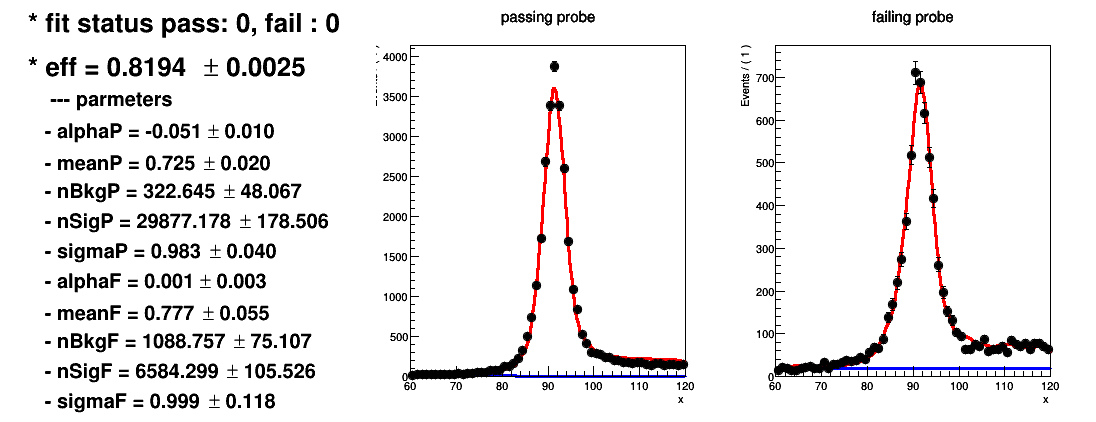 * fit status pass: 0, fail : 0
* eff = 0.8194 ± 0.0025
--- parmeters
- alphaP = -0.051 ± 0.010
- meanP = 0.725 ± 0.020
- nBkgP = 322.645 ± 48.067
- nSigP = 29877.178 ± 178.506
- sigmaP = 0.983 ± 0.040
- alphaF = 0.001 ± 0.003
- meanF = 0.777 ± 0.055
- nBkgF = 1088.757 ± 75.107
- nSigF = 6584.299 ± 105.526
- sigmaF = 0.999 ± 0.118
passing probe
4000
3500
3000
2500
2000
1500
1000
500
0
60 70 80 90 100 110 120
x
failing probe
Events / ( 1 )
700
600
500
400
300
200
100
0
60 70 80 90 100 110 120
x